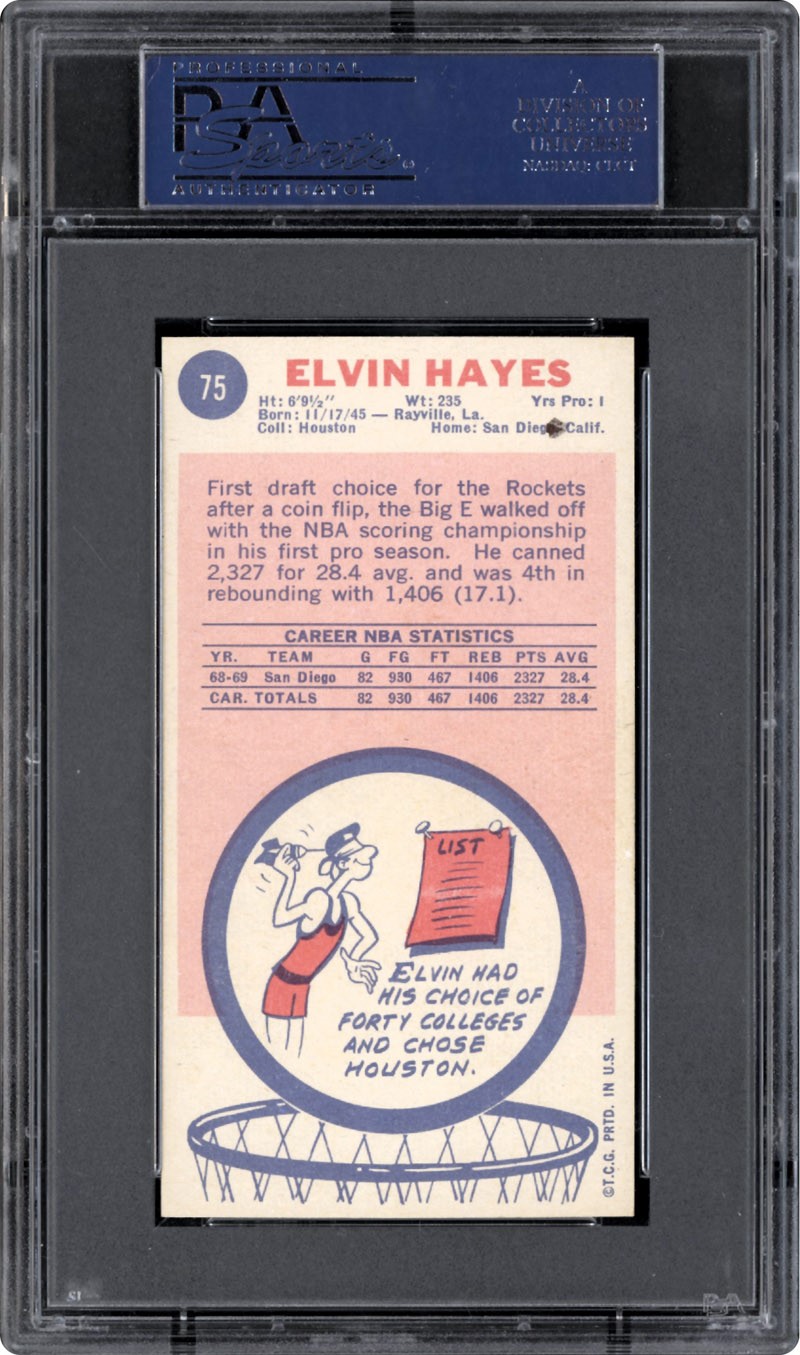 PROFESSIONAL
PSA
Sports®
AUTHENTICATOR
A
DIVISION OF
COLLECTORS
UNIVERSE
NASDAQ: CLCT
75
ELVIN HAYES
Ht: 6'9½" Wt: 235 Yrs Pro: 1
Born: 11/17/45 — Rayville, La.
Coll: Houston Home: San Diego Calif.
First draft choice for the Rockets
after a coin flip, the Big E walked off
with the NBA scoring championship
in his first pro season. He canned
2,327 for 28.4 avg. and was 4th in
rebounding with 1,406 (17.1).
CAREER NBA STATISTICS
YR. TEAM G FG FT REB PTS AVG
68-69 San Diego 82 930 467 1406 2327 28.4
CAR. TOTALS 82 930 467 1406 2327 28.4
LIST
ELVIN HAD
HIS CHOICE OF
FORTY COLLEGES
AND CHOSE
HOUSTON.
©T.C.G. PRTD. IN U.S.A.
PSA